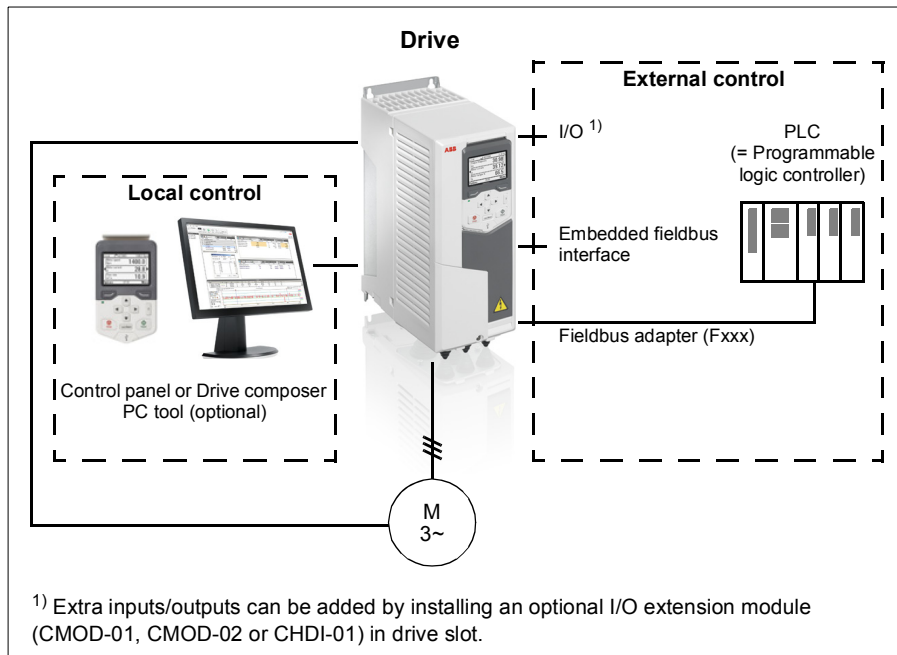 Drive
External control
I/O 1)
PLC
(= Programmable
logic controller)
ABB
Local control
Embedded fieldbus
interface
Fieldbus adapter (Fxxx)
Control panel or Drive composer
PC tool (optional)
M
3~
1) Extra inputs/outputs can be added by installing an optional I/O extension module
(CMOD-01, CMOD-02 or CHDI-01) in drive slot.